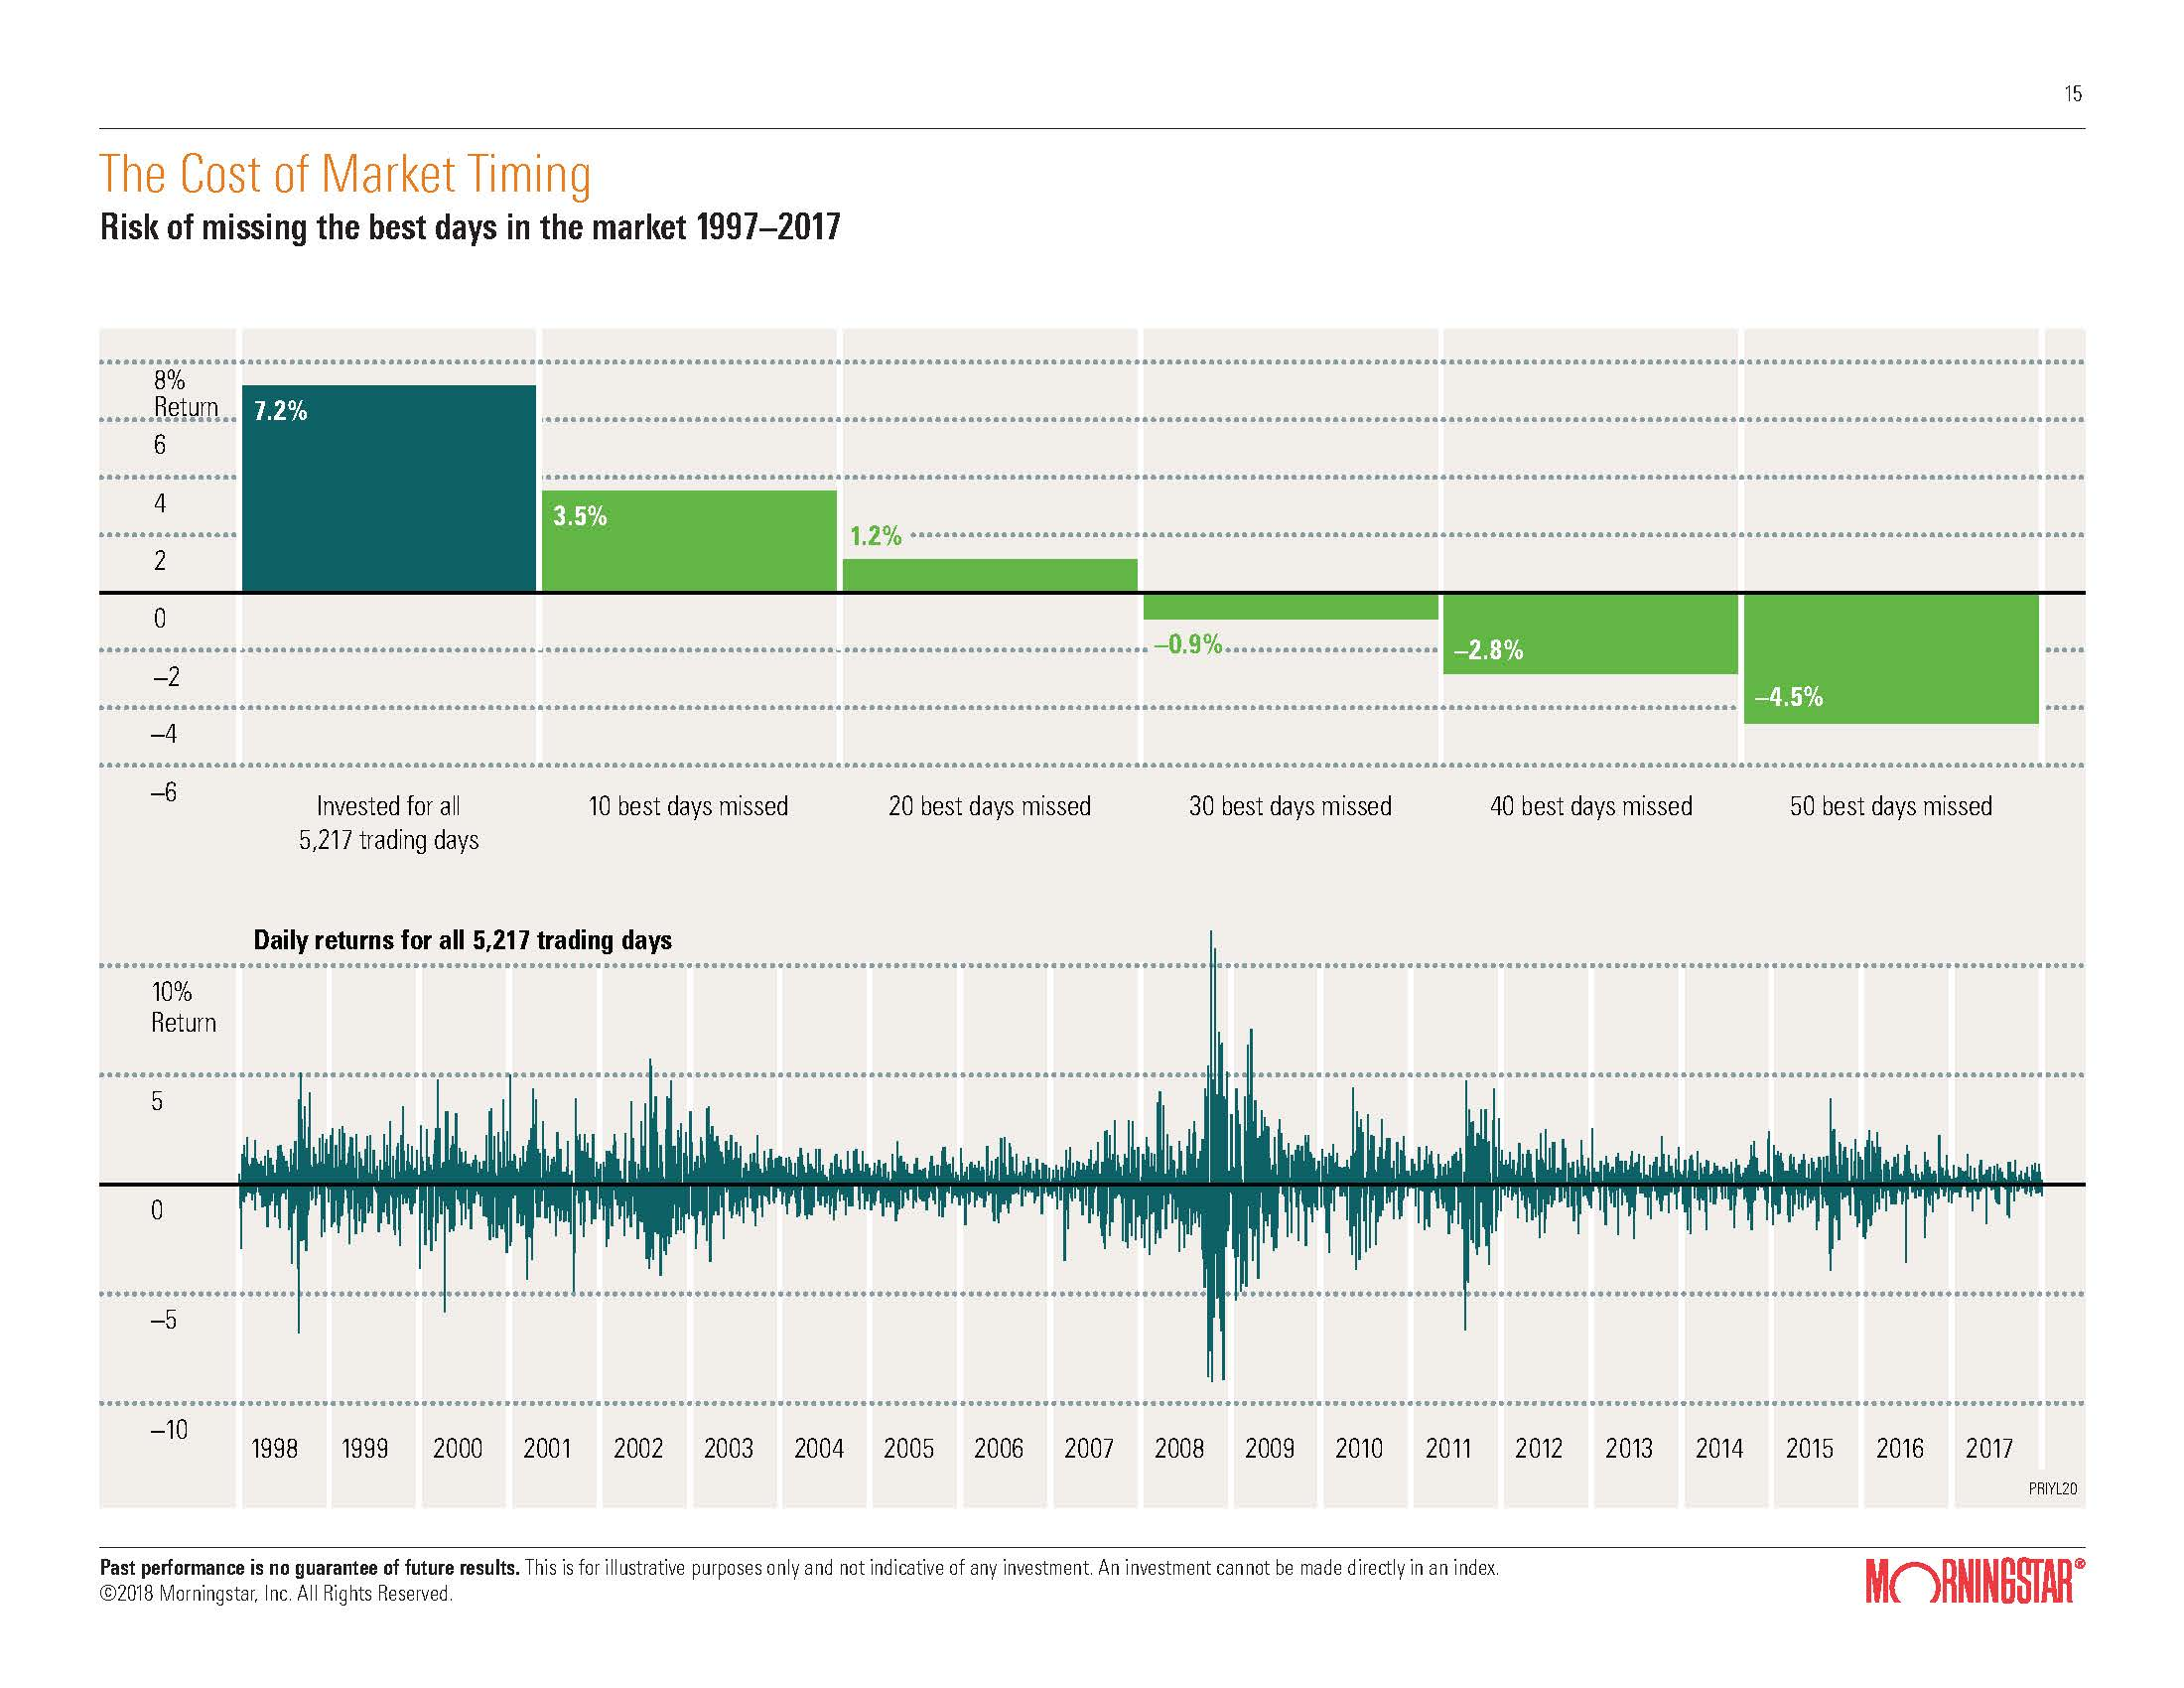 15
The Cost of Market Timing
Risk of missing the best days in the market 1997–2017
8%
Return
6
4
2
0
–2
–4
–6
7.2%
3.5%
1.2%
–0.9%
–2.8%
–4.5%
Invested for all
5,217 trading days
10 best days missed
20 best days missed
30 best days missed
40 best days missed
50 best days missed
Daily returns for all 5,217 trading days
10%
Return
5
0
–5
–10
1998 1999 2000 2001 2002 2003 2004 2005 2006 2007 2008 2009 2010 2011 2012 2013 2014 2015 2016 2017
PRIYL20
Past performance is no guarantee of future results. This is for illustrative purposes only and not indicative of any investment. An investment cannot be made directly in an index.
©2018 Morningstar, Inc. All Rights Reserved.
MORNINGSTAR®